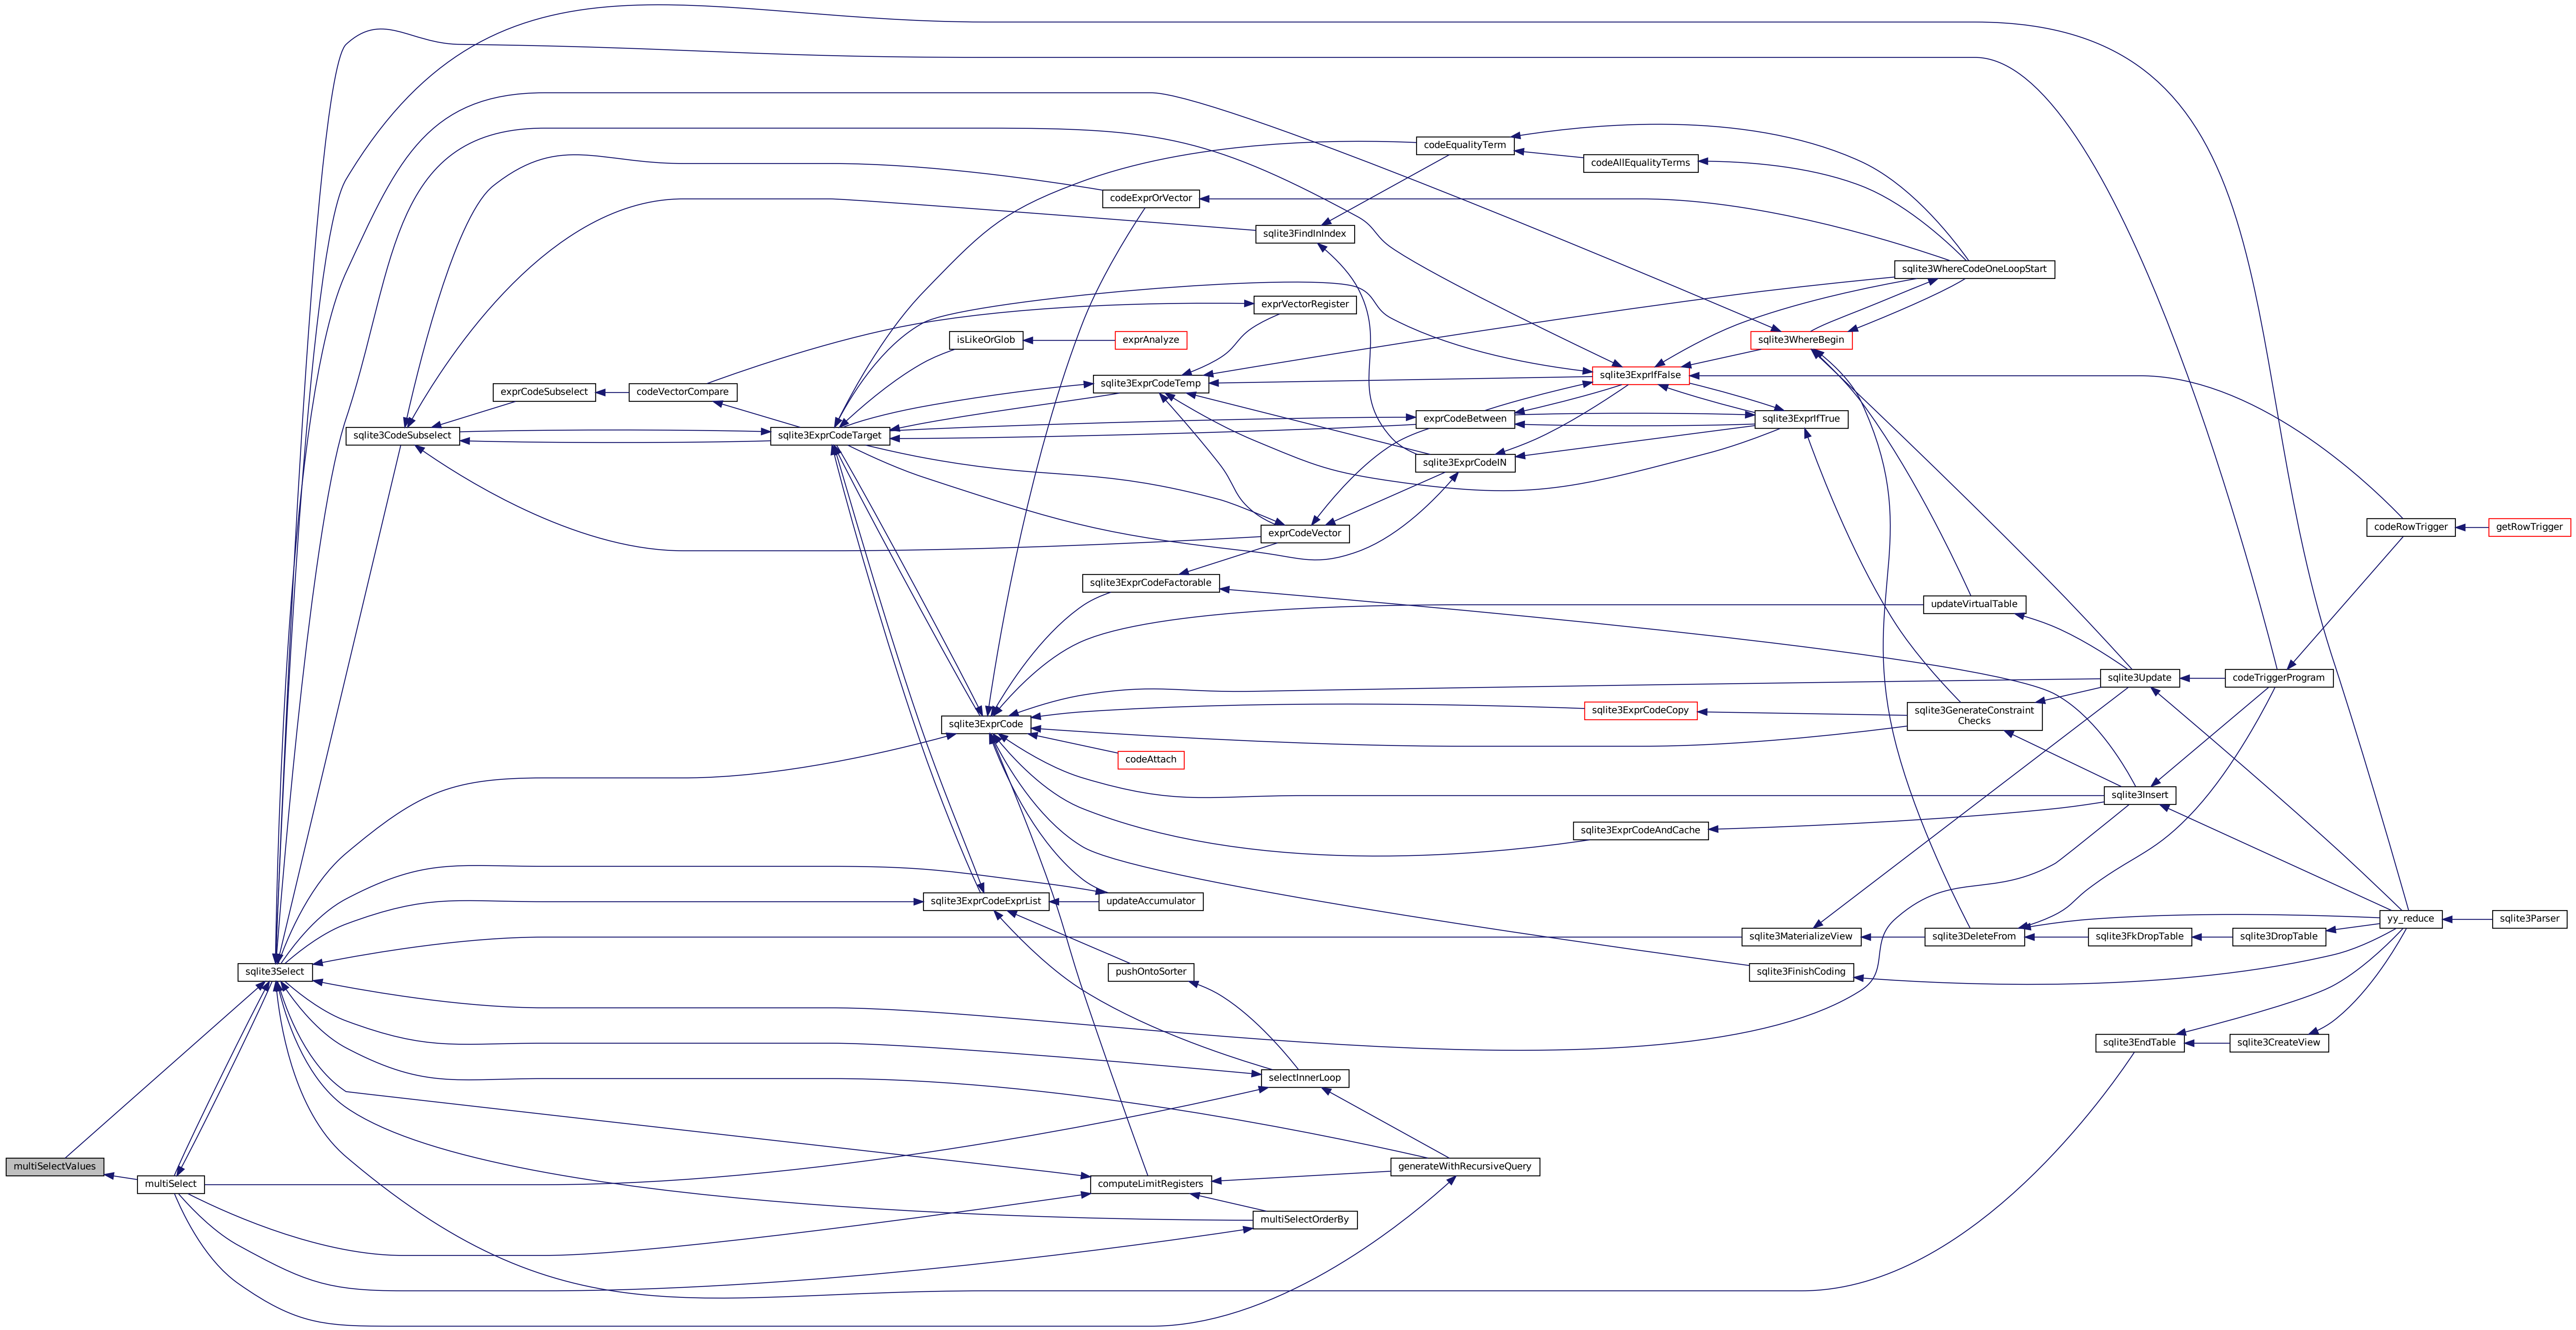 codeEqualityTerm
codeAllEqualityTerms
codeExprOrVector
sqlite3FindInIndex
sqlite3WhereCodeOneLoopStart
exprVectorRegister
isLikeOrGlob
exprAnalyze
sqlite3WhereBegin
sqlite3ExprIfFalse
sqlite3ExprCodeTemp
exprCodeSubselect
codeVectorCompare
exprCodeBetween
sqlite3ExprIfTrue
sqlite3CodeSubselect
sqlite3ExprCodeTarget
sqlite3ExprCodeIN
exprCodeVector
codeRowTrigger
getRowTrigger
sqlite3ExprCodeFactorable
updateVirtualTable
sqlite3Update
codeTriggerProgram
sqlite3ExprCodeCopy
sqlite3GenerateConstraint
Checks
sqlite3ExprCode
codeAttach
sqlite3Insert
sqlite3ExprCodeAndCache
sqlite3ExprCodeExprList
updateAccumulator
yy_reduce
sqlite3Parser
sqlite3MaterializeView
sqlite3DeleteFrom
sqlite3FkDropTable
sqlite3DropTable
sqlite3Select
pushOntoSorter
sqlite3FinishCoding
sqlite3EndTable
sqlite3CreateView
selectInnerLoop
multiSelectValues
generateWithRecursiveQuery
multiSelect
computeLimitRegisters
multiSelectOrderBy